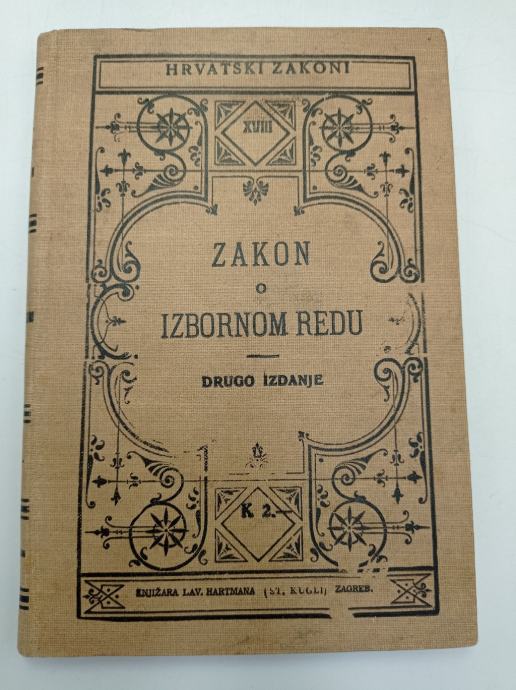 HRVATSKI ZAKONI
XVIII
ZAKON
O
IZBORNOM REDU
DRUGO IZDANJE
K 2.—
KNJIŽARA LAV. HARTMANA (ST. KUGLI) ZAGREB.